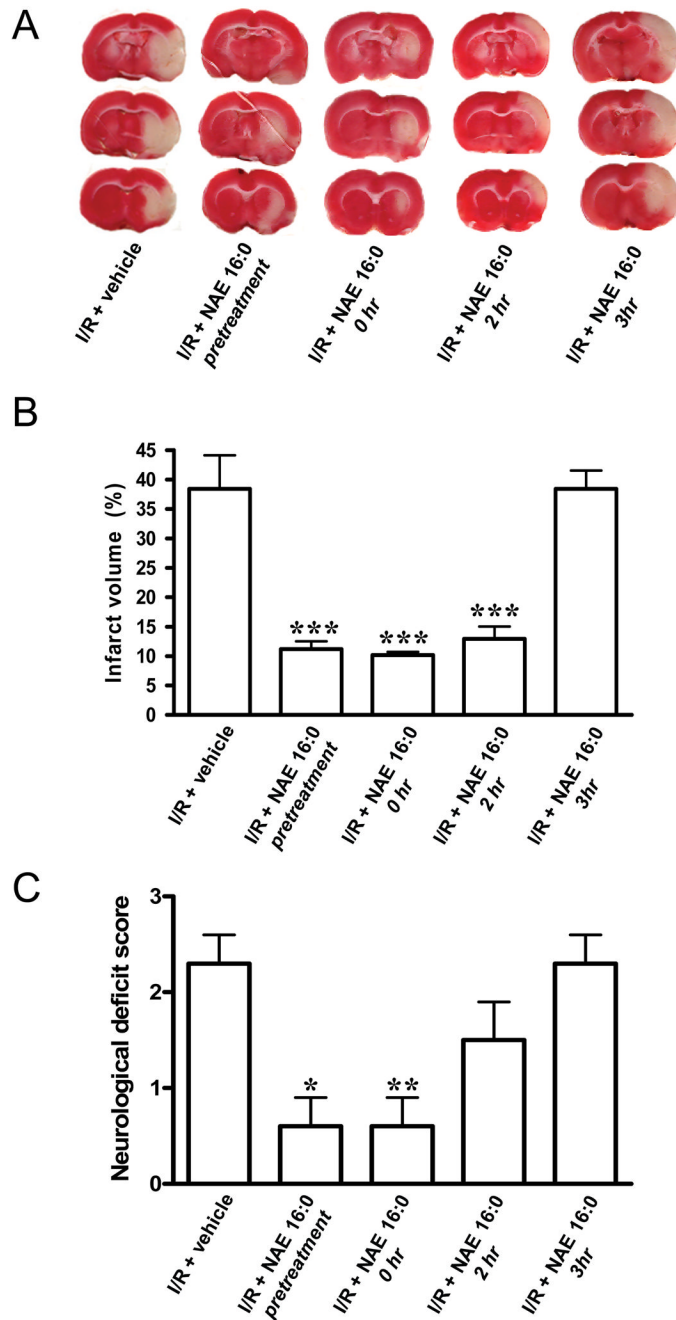 A
I/R + vehicle
I/R + NAE 16:0
pretreatment
I/R + NAE 16:0
0 hr
I/R + NAE 16:0
2 hr
I/R + NAE 16:0
3hr
B
Infarct volume (%)
45
40
35
30
25
20
15
10
5
0
***
***
***
I/R + vehicle
I/R + NAE 16:0
pretreatment
I/R + NAE 16:0
0 hr
I/R + NAE 16:0
2 hr
I/R + NAE 16:0
3hr
C
Neurological deficit score
3
2
1
0
*
**
I/R + vehicle
I/R + NAE 16:0
pretreatment
I/R + NAE 16:0
0 hr
I/R + NAE 16:0
2 hr
I/R + NAE 16:0
3hr